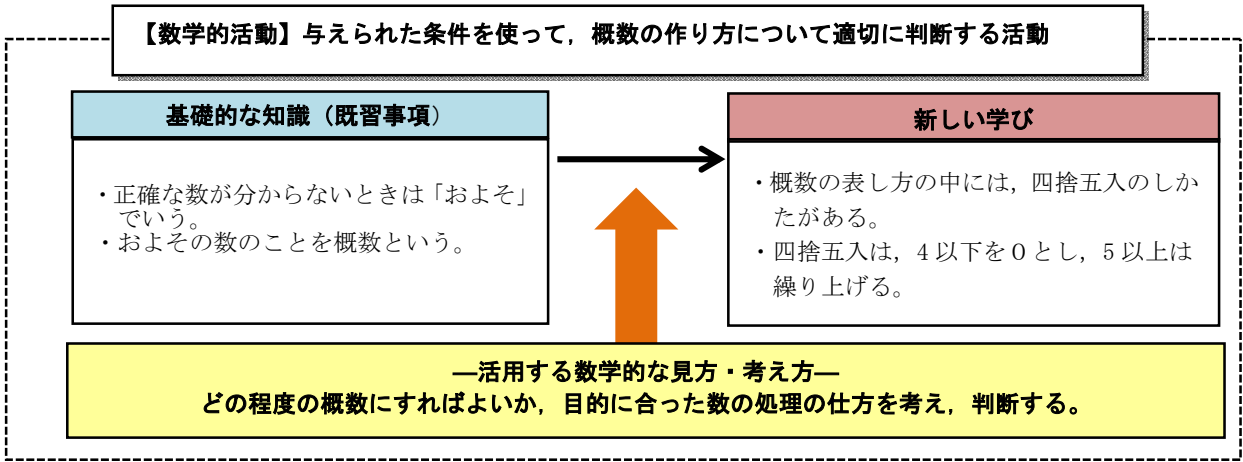 【数学的活動】与えられた条件を使って，概数の作り方について適切に判断する活動
基礎的な知識（既習事項）
・正確な数が分からないときは「およそ」
でいう。
・およその数のことを概数という。
新しい学び
・概数の表し方の中には，四捨五入のしか
たがある。
・四捨五入は，4以下を０とし，5以上は
繰り上げる。
―活用する数学的な見方・考え方―
どの程度の概数にすればよいか，目的に合った数の処理の仕方を考え，判断する。